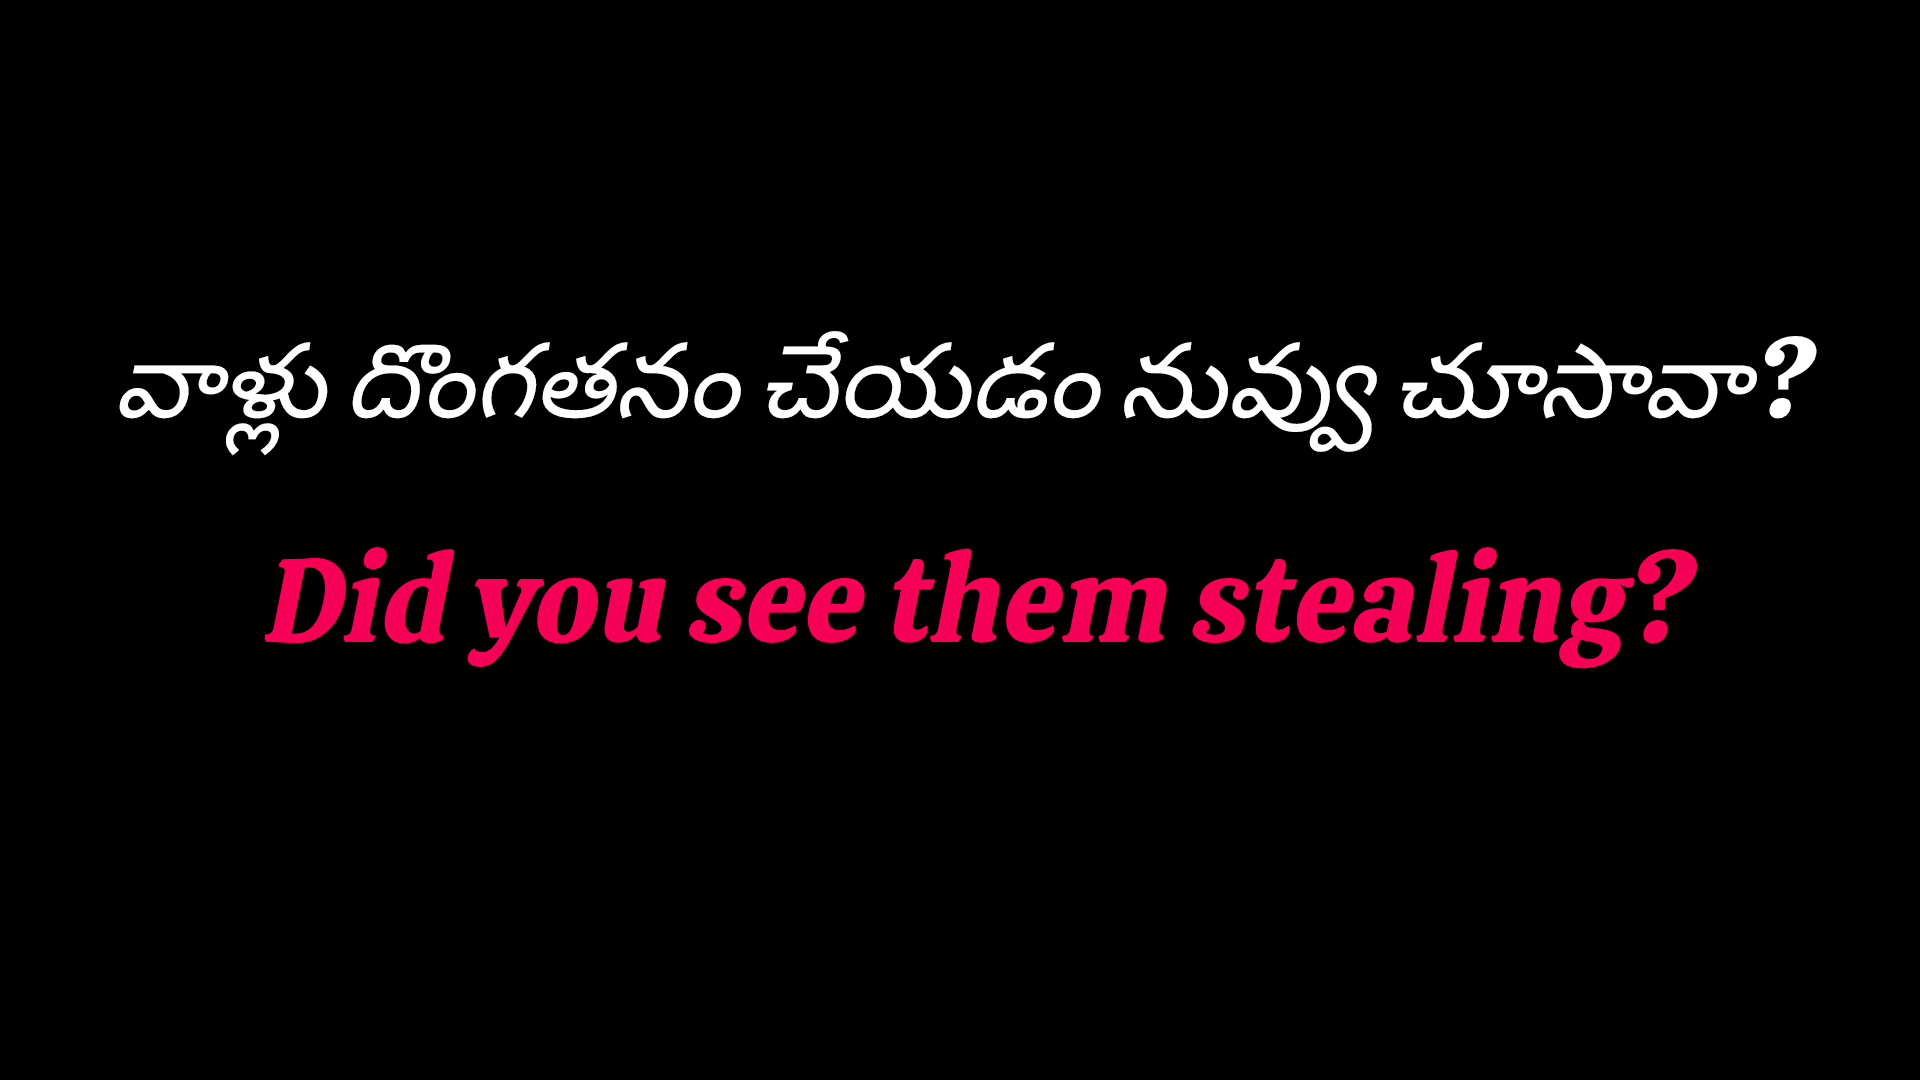 వాళ్లు దొంగతనం చేయడం నువ్వు చూసావా?
Did you see them stealing?